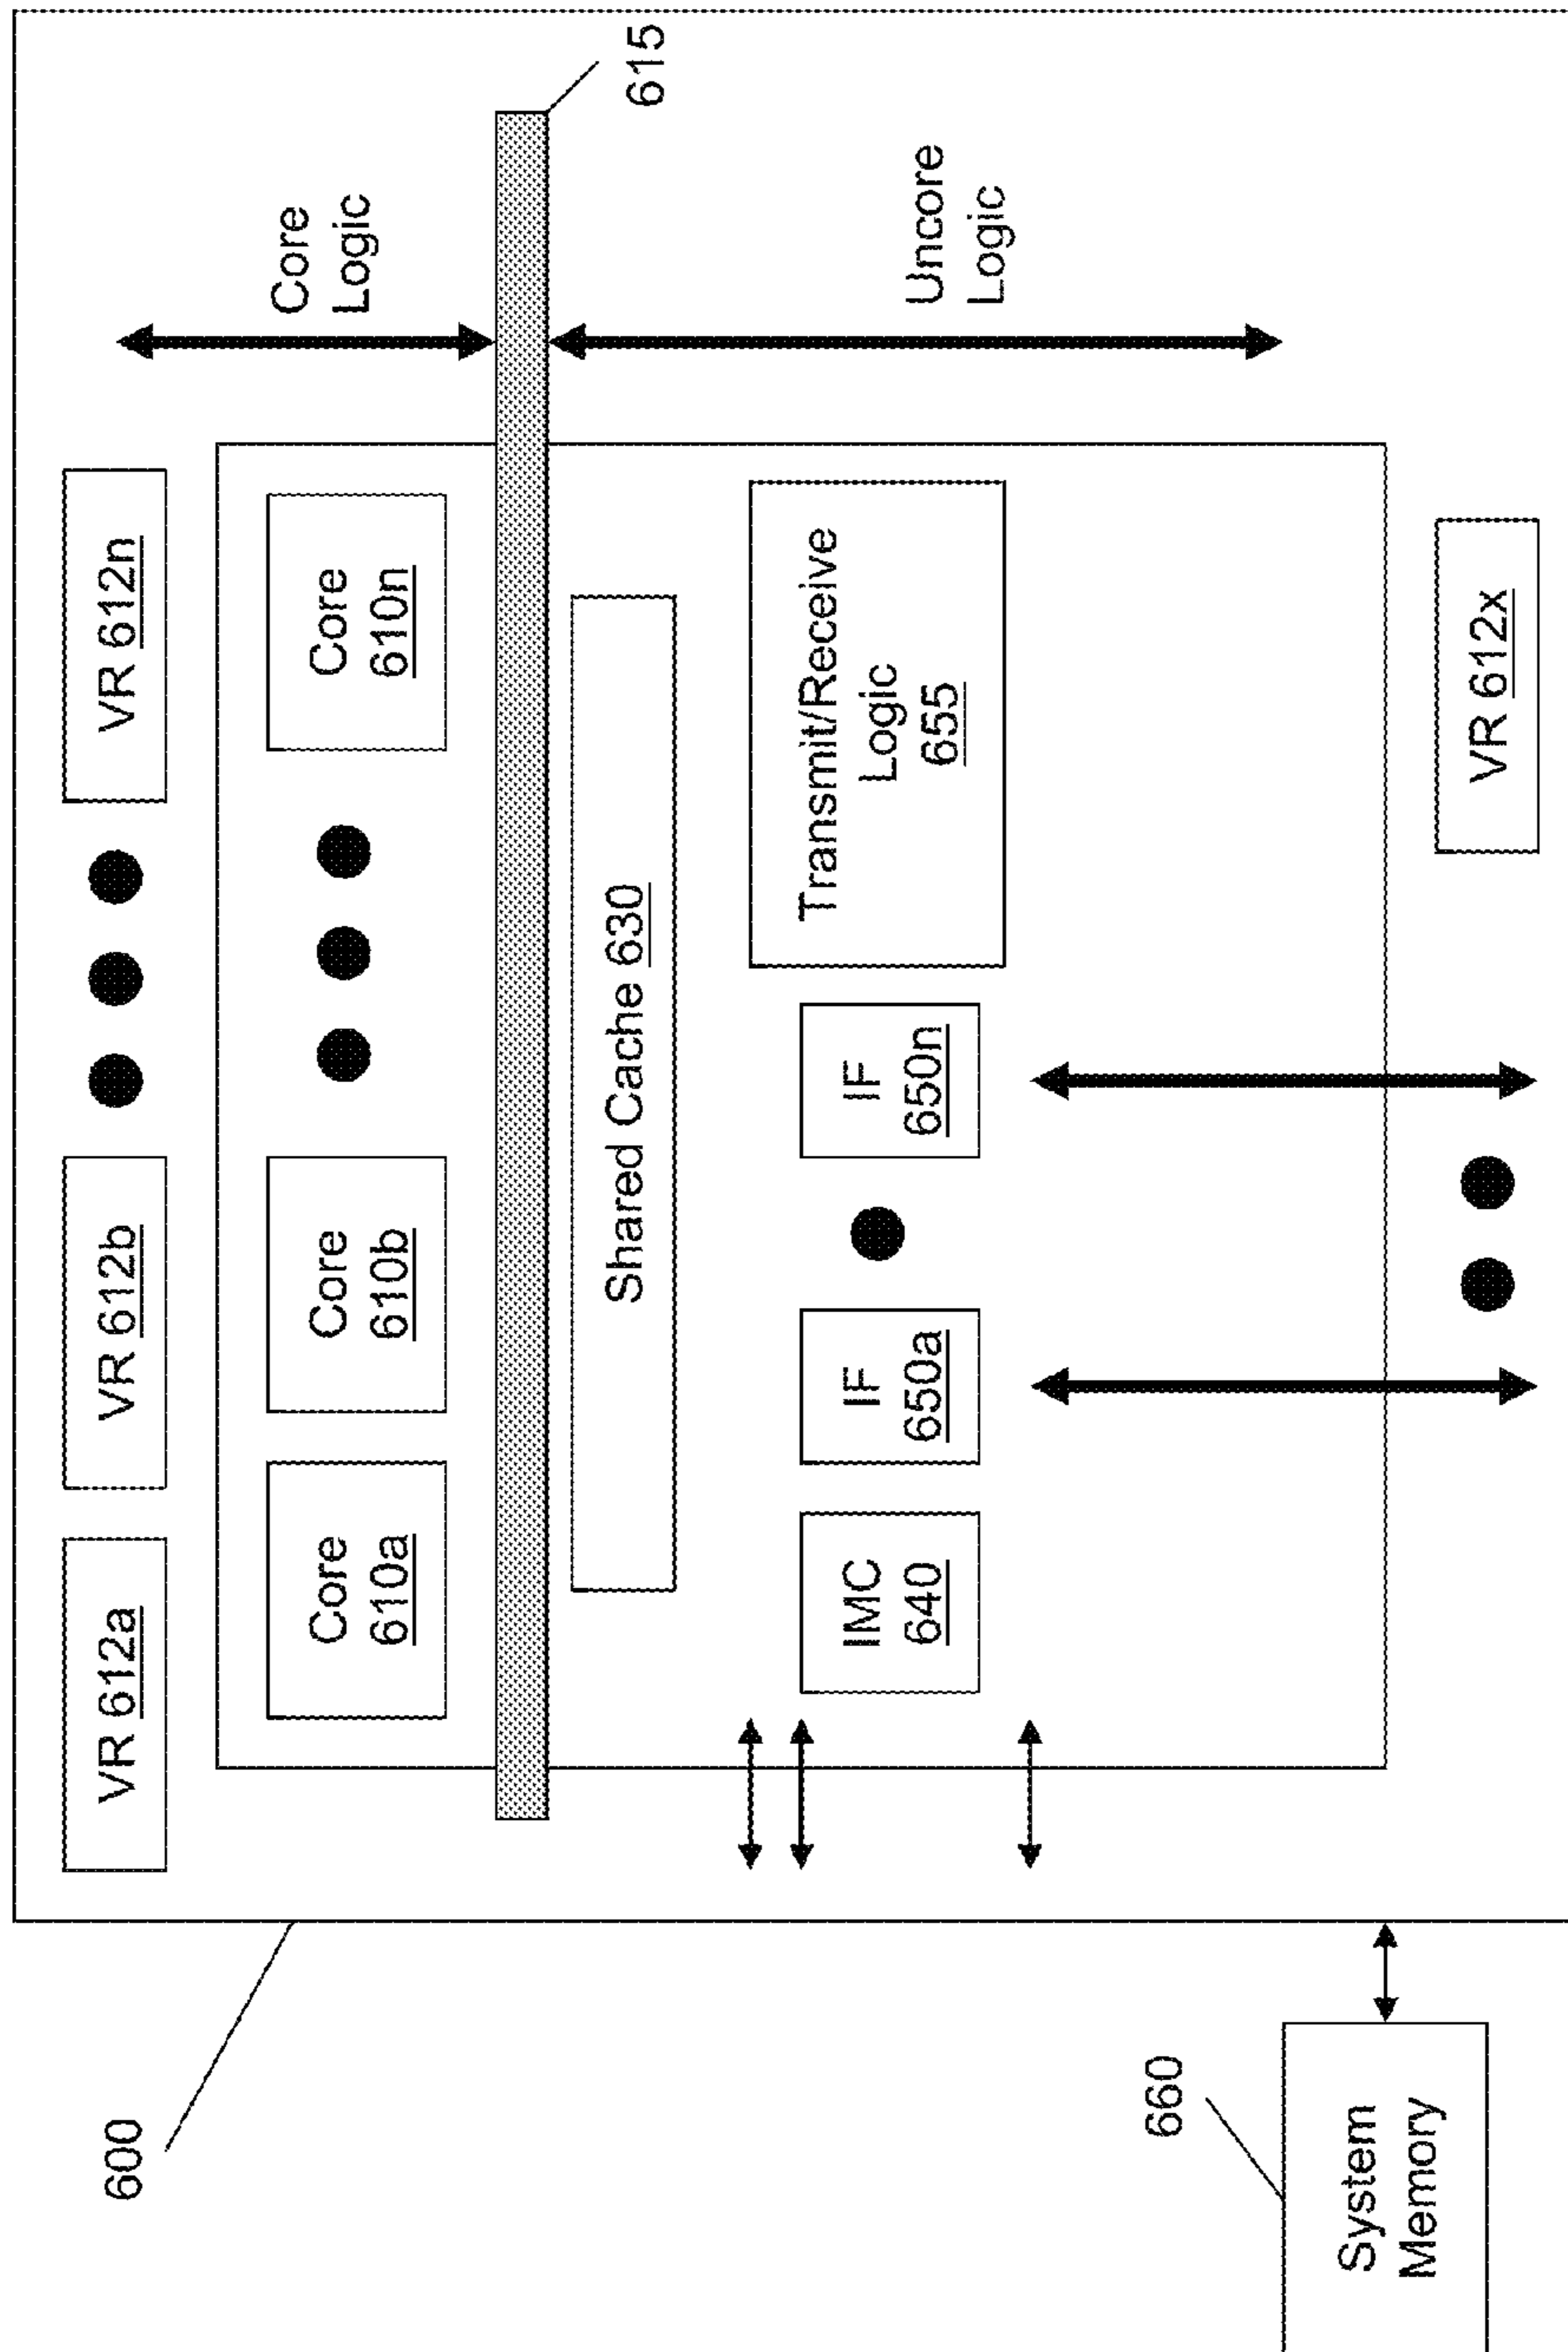 600
VR 612a
VR 612b
VR 612n
Core
610a
Core
610b
Core
610n
Core
Logic
615
Shared Cache 630
Uncore
Logic
IMC
640
IF
650a
IF
650n
Transmit/Receive
Logic
655
660
System
Memory
VR 612x